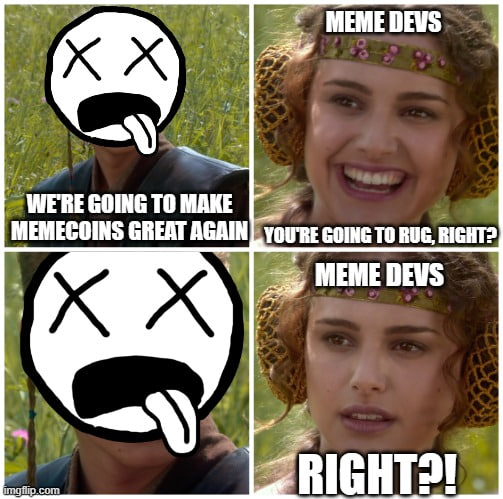 MEME DEVS
WE'RE GOING TO MAKE
MEMECOINS GREAT AGAIN
YOU'RE GOING TO RUG, RIGHT?
MEME DEVS
RIGHT?!
imgflip.com